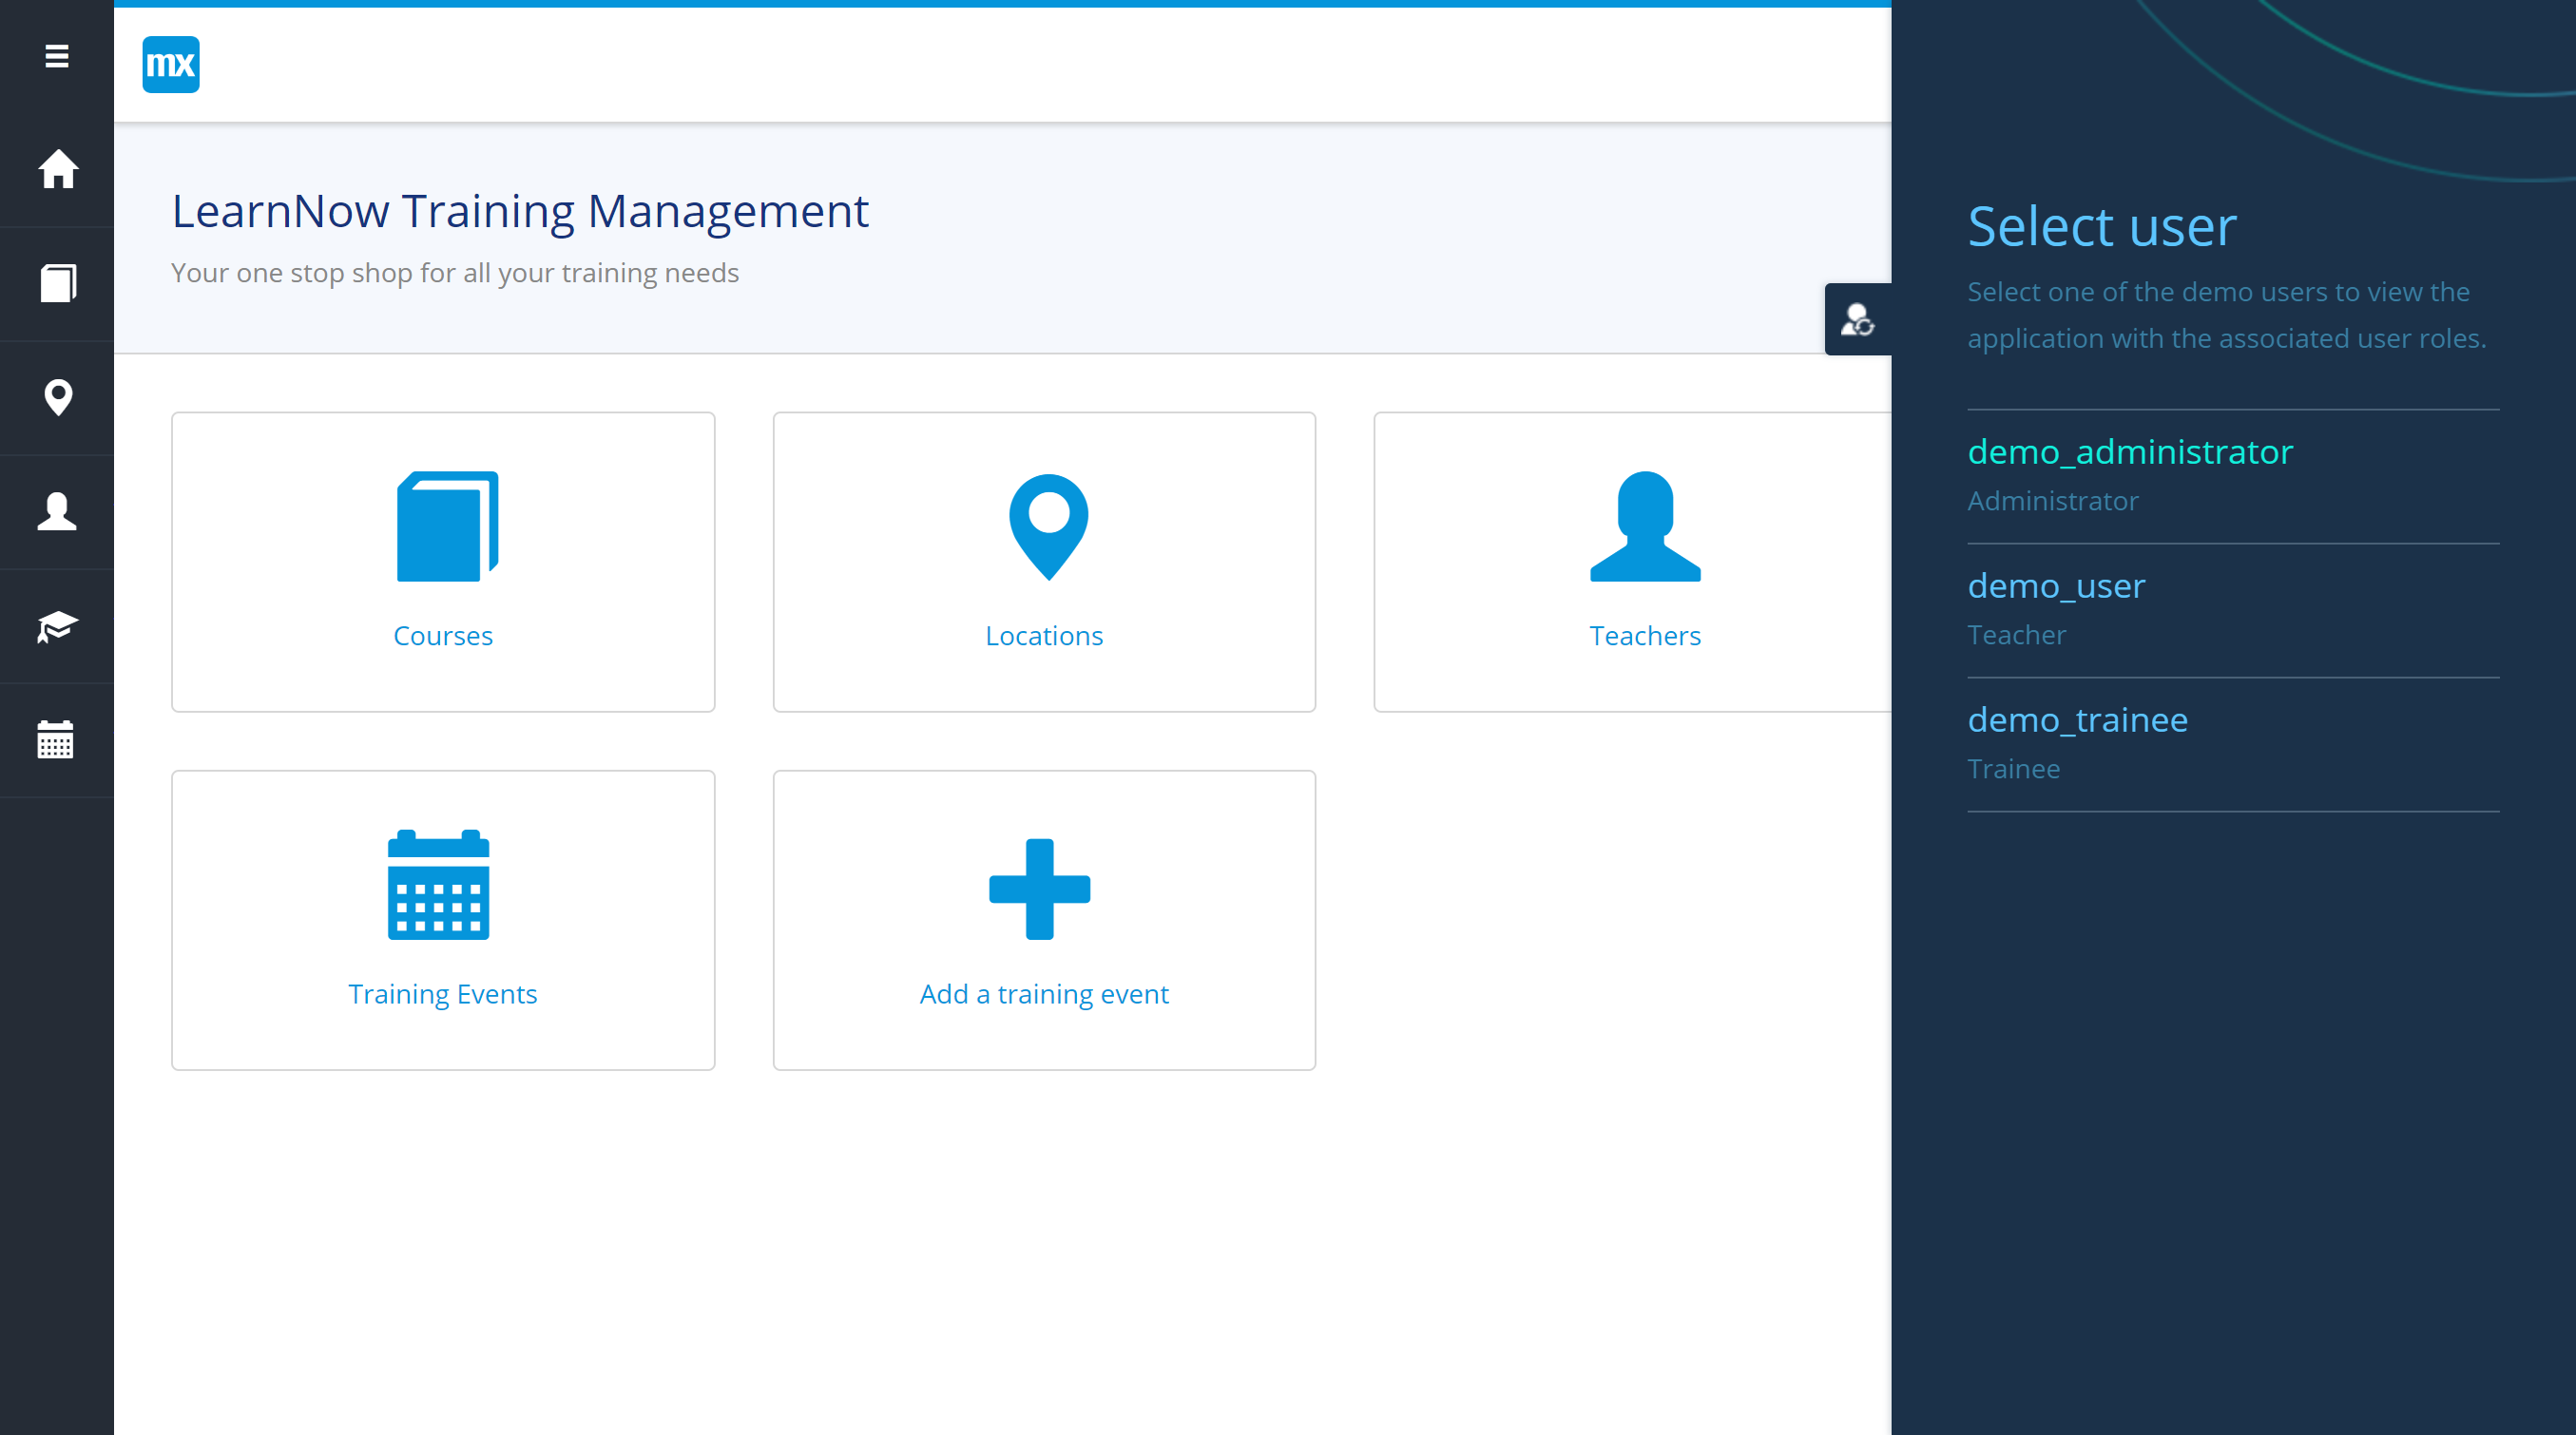 mx
LearnNow Training Management
Your one stop shop for all your training needs
Courses
Locations
Teachers
Training Events
Add a training event
Select user
Select one of the demo users to view the
application with the associated user roles.
demo_administrator
Administrator
demo_user
Teacher
demo_trainee
Trainee